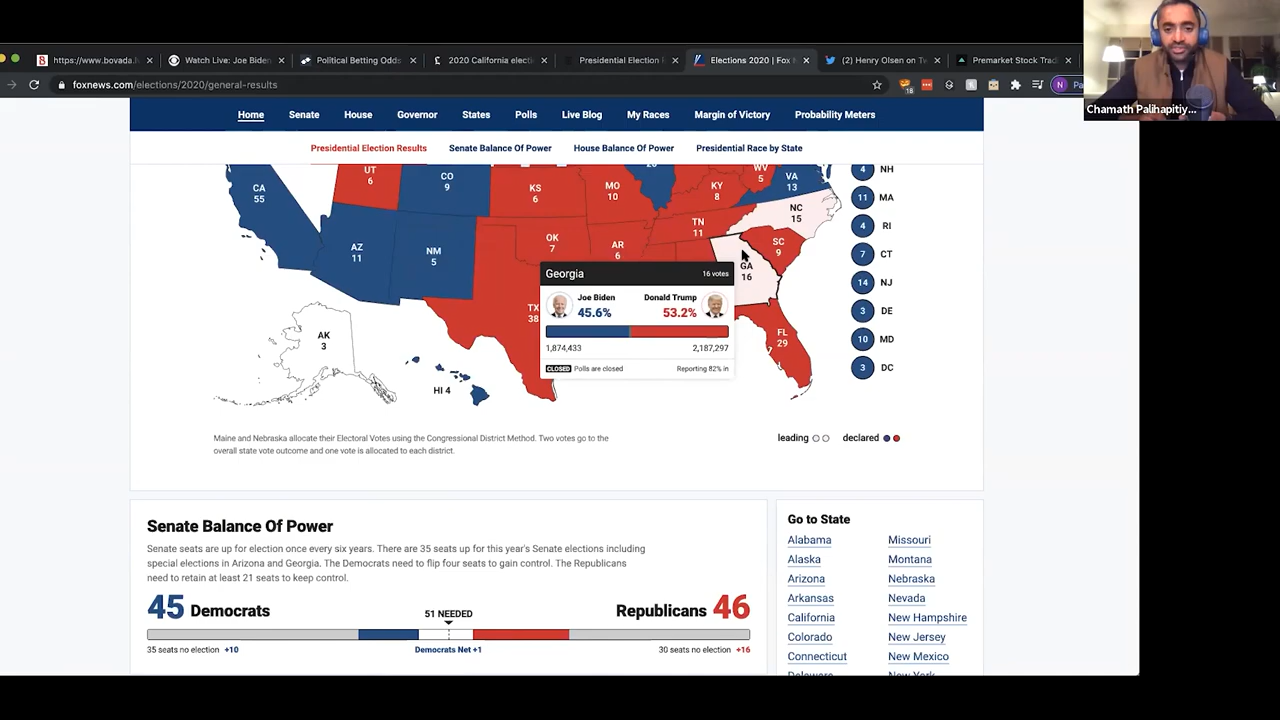 https://www.bovada.l
Watch Live: Joe Biden
Political Betting Odds
2020 California electi
Presidential Election R
Elections 2020 | Fox N
(2) Henry Olsen on Tw
Premarket Stock Tradi
foxnews.com/elections/2020/general-results
18
N
Pa
Chamath Palihapitiy...
Home
Senate
House
Governor
States
Polls
Live Blog
My Races
Margin of Victory
Probability Meters
Presidential Election Results
Senate Balance Of Power
House Balance Of Power
Presidential Race by State
UT
6
CO
9
KS
6
MO
10
KY
8
WV
5
VA
13
CA
55
NC
15
TN
11
AZ
11
NM
5
OK
7
AR
6
SC
9
GA
16
TX
38
FL
29
AK
3
HI 4
4 NH
11 MA
4 RI
7 CT
14 NJ
3 DE
10 MD
3 DC
Georgia
16 votes
Joe Biden
45.6%
Donald Trump
53.2%
1,874,433
2,187,297
CLOSED Polls are closed
Reporting 82% in
Maine and Nebraska allocate their Electoral Votes using the Congressional District Method. Two votes go to the
overall state vote outcome and one vote is allocated to each district.
leading
declared
Senate Balance Of Power
Senate seats are up for election once every six years. There are 35 seats up for this year's Senate elections including
special elections in Arizona and Georgia. The Democrats need to flip four seats to gain control. The Republicans
need to retain at least 21 seats to keep control.
45 Democrats
51 NEEDED
Republicans 46
35 seats no election +10
Democrats Net +1
30 seats no election +16
Go to State
Alabama
Missouri
Alaska
Montana
Arizona
Nebraska
Arkansas
Nevada
California
New Hampshire
Colorado
New Jersey
Connecticut
New Mexico